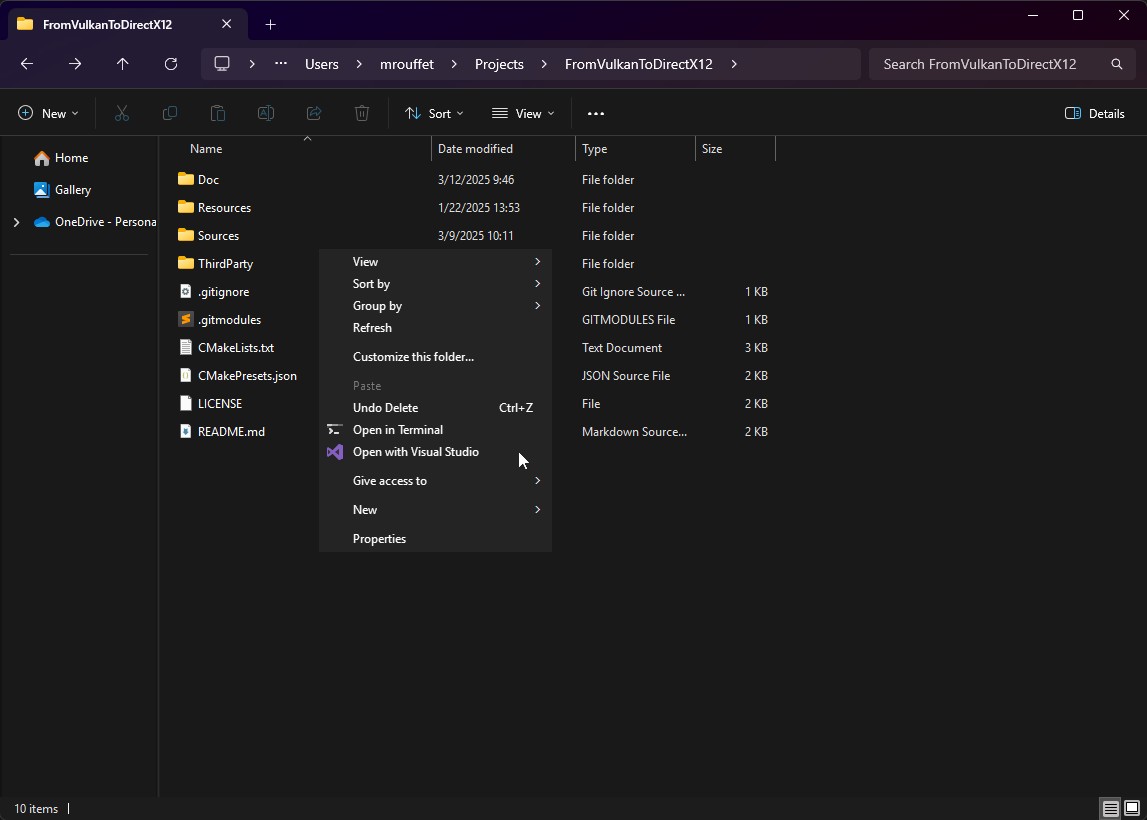 FromVulkanToDirectX12
Users mrouffet Projects FromVulkanToDirectX12 Search FromVulkanToDirectX12
New Sort View Details
Name Date modified Type Size
Home
Gallery
OneDrive - Persona
Doc 3/12/2025 9:46 File folder
Resources 1/22/2025 13:53 File folder
Sources 3/9/2025 10:11 File folder
ThirdParty File folder
.gitignore Git Ignore Source ... 1 KB
.gitmodules GITMODULES File 1 KB
CMakeLists.txt Text Document 3 KB
CMakePresets.json JSON Source File 2 KB
LICENSE File 2 KB
README.md Markdown Source... 2 KB
View
Sort by
Group by
Refresh
Customize this folder...
Paste
Undo Delete Ctrl+Z
Open in Terminal
Open with Visual Studio
Give access to
New
Properties
10 items